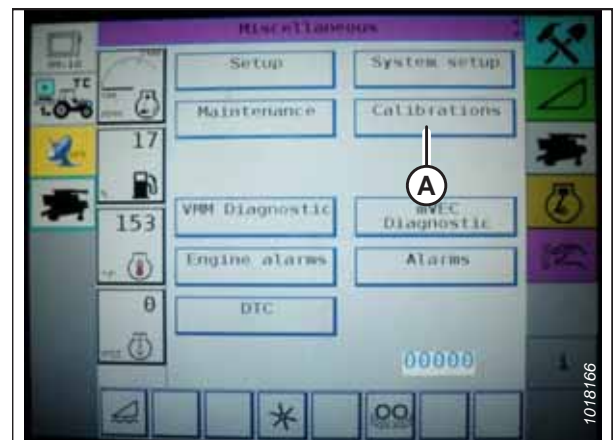 Miscellaneous
TC
Setup
System setup
Maintenance
Calibrations
17
A
VMM Diagnostic
mVEC
Diagnostic
153
Engine alarms
Alarms
°F
0
DTC
00000
1018166